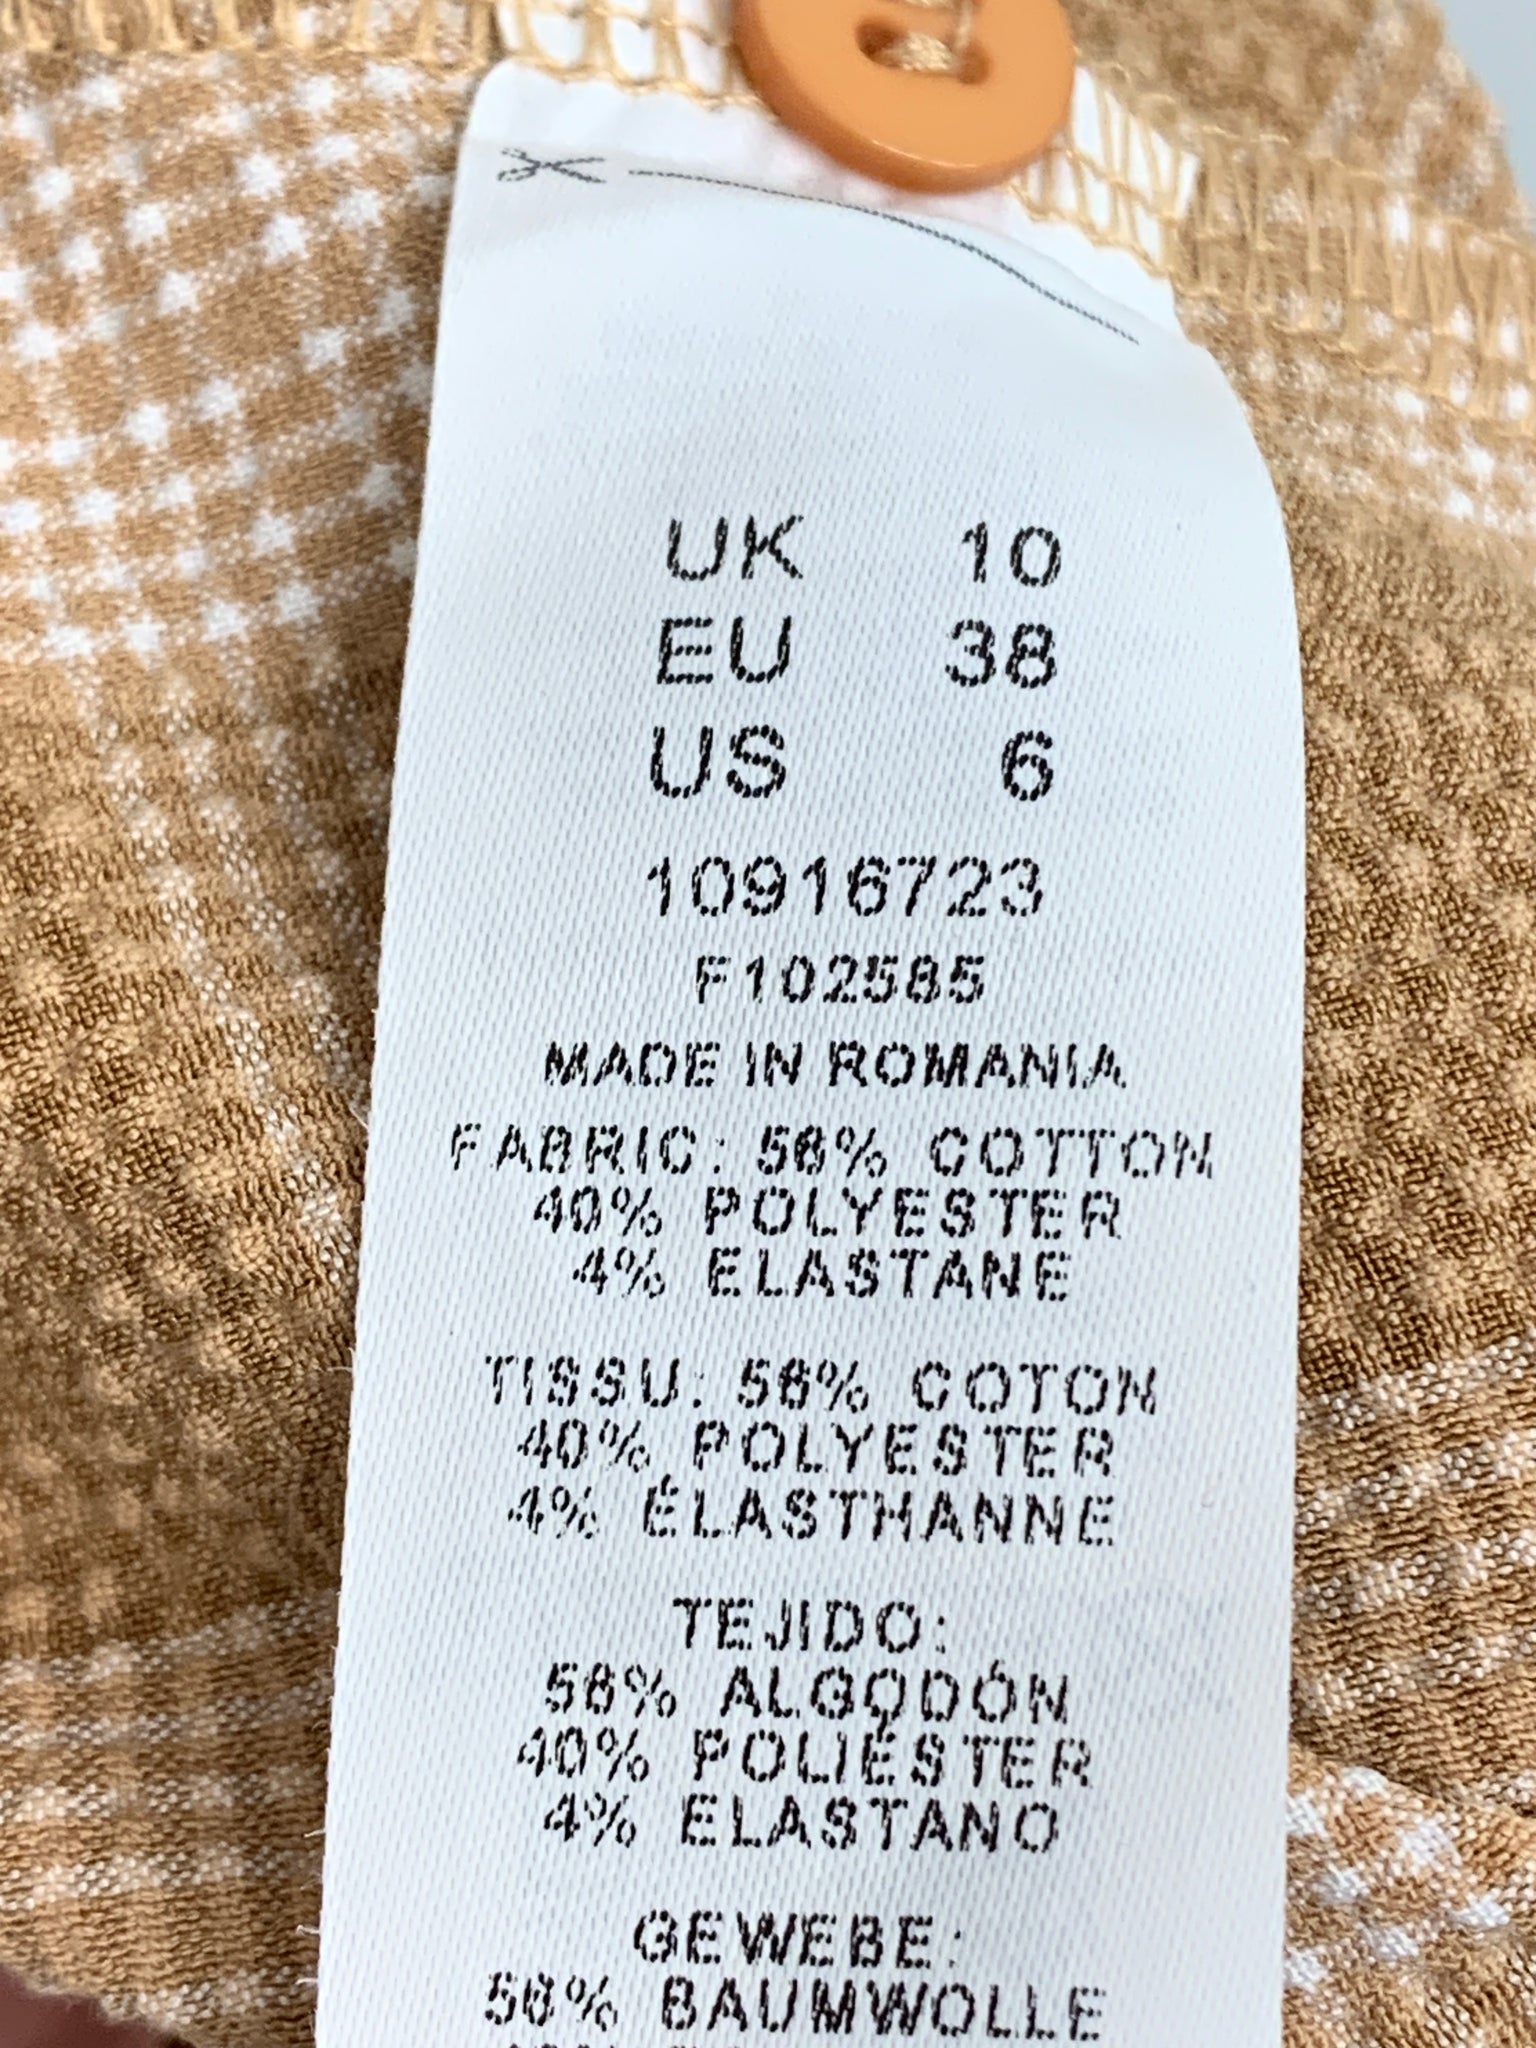 UK 10
EU 38
US 6
10916723
F102585
MADE IN ROMANIA
FABRIC: 56% COTTON
40% POLYESTER
4% ELASTANE
TISSU: 56% COTON
40% POLYESTER
4% ÉLASTHANNE
TEJIDO:
56% ALGODÓN
40% POLIÉSTER
4% ELASTANO
GEWEBE:
56% BAUMWOLLE